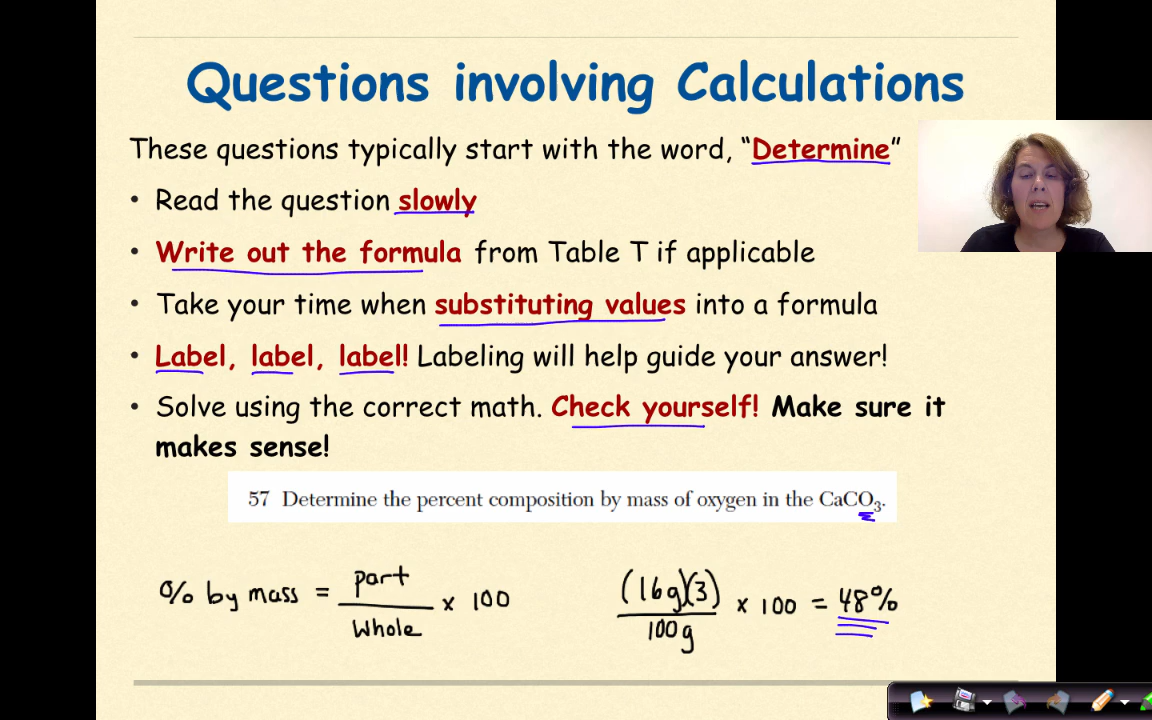 Questions involving Calculations
These questions typically start with the word, “Determine”
• Read the question slowly
• Write out the formula from Table T if applicable
• Take your time when substituting values into a formula
• Label, label, label! Labeling will help guide your answer!
• Solve using the correct math. Check yourself! Make sure it
makes sense!
57 Determine the percent composition by mass of oxygen in the CaCO₃.
% by mass = part / whole × 100
(16g)(3) / 100g × 100 = 48%